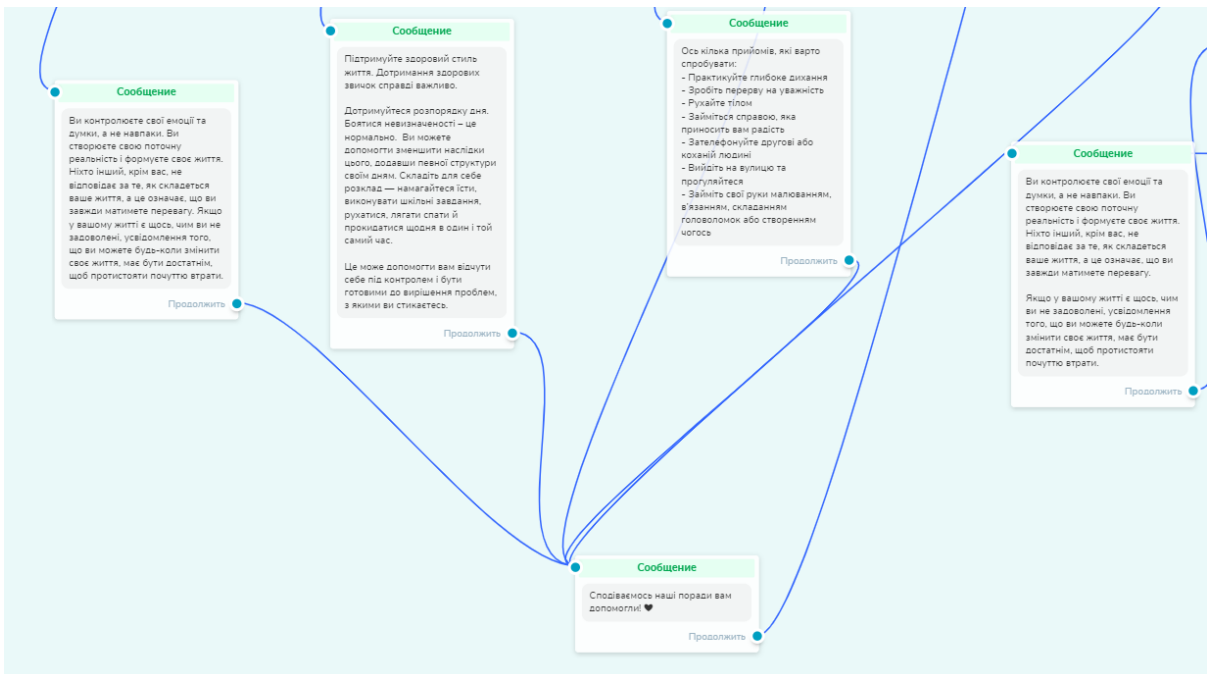 Сообщение
Ви контролюєте свої емоції та
думки, а не навпаки. Ви
створюєте свою поточну
реальність і формуєте своє життя.
Ніхто інший, крім вас, не
відповідає за те, як складеться
ваше життя, а це означає, що ви
завжди матимете перевагу. Якщо
у вашому житті є щось, чим ви не
задоволені, усвідомлення того,
що ви можете будь-коли змінити
своє життя, має бути достатнім,
щоб протистояти почуттю втрати.
Продолжить
Сообщение
Підтримуйте здоровий стиль
життя. Дотримання здорових
звичок справді важливо.
Дотримуйтеся розпорядку дня.
Боятися невизначеності – це
нормально. Ви можете
допомогти зменшити наслідки
цього, додавши певної структури
своїм дням. Складіть для себе
розклад — намагайтеся їсти,
виконувати шкільні завдання,
рухатися, лягати спати й
прокидатися щодня в один і той
самий час.
Це може допомогти вам відчути
себе під контролем і бути
готовими до вирішення проблем,
з якими ви стикаєтесь.
Продолжить
Сообщение
Ось кілька прийомів, які варто
спробувати:
- Практикуйте глибоке дихання
- Зробіть перерву на уважність
- Рухайте тілом
- Займіться справою, яка
приносить вам радість
- Зателефонуйте другові або
коханій людині
- Вийдіть на вулицю та
прогуляйтеся
- Займіть свої руки малюванням,
в'язанням, складанням
головоломок або створенням
чогось
Продолжить
Сообщение
Ви контролюєте свої емоції та
думки, а не навпаки. Ви
створюєте свою поточну
реальність і формуєте своє життя.
Ніхто інший, крім вас, не
відповідає за те, як складеться
ваше життя, а це означає, що ви
завжди матимете перевагу.
Якщо у вашому житті є щось, чим
ви не задоволені, усвідомлення
того, що ви можете будь-коли
змінити своє життя, має бути
достатнім, щоб протистояти
почуттю втрати.
Продолжить
Сообщение
Сподіваємось наші поради вам
допомогли! 🖤
Продолжить